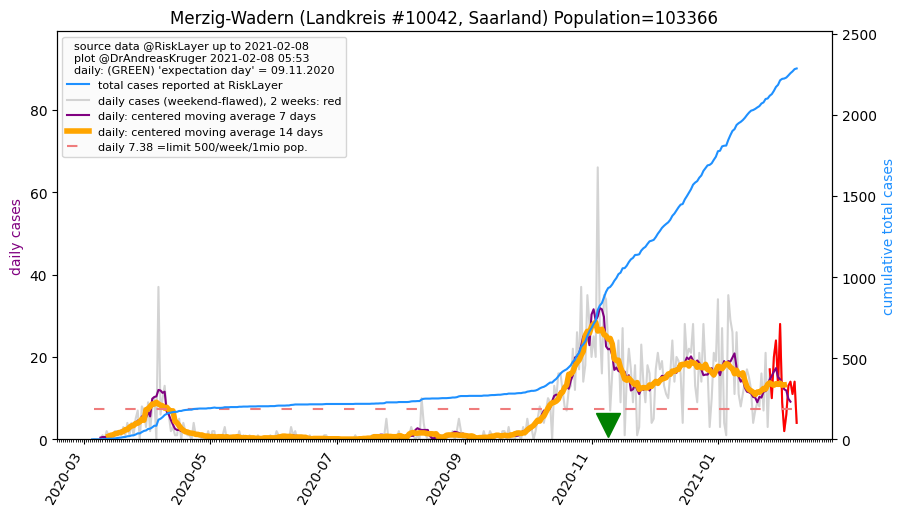 Merzig-Wadern (Landkreis #10042, Saarland) Population=103366
source data @RiskLayer up to 2021-02-08
plot @DrAndreasKruger 2021-02-08 05:53
daily: (GREEN) 'expectation day' = 09.11.2020
total cases reported at RiskLayer
daily cases (weekend-flawed), 2 weeks: red
daily: centered moving average 7 days
daily: centered moving average 14 days
daily 7.38 =limit 500/week/1mio pop.
daily cases
0
20
40
60
80
cumulative total cases
0
500
1000
1500
2000
2500
2020-03
2020-05
2020-07
2020-09
2020-11
2021-01